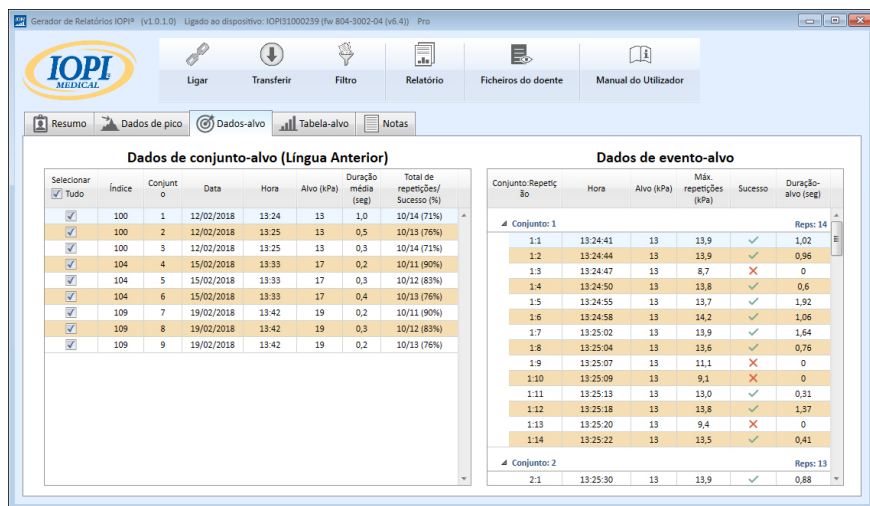 Gerador de Relatórios IOPI® (v1.0.1.0) Ligado ao dispositivo: IOPI31000239 (fw 804-3002-04 (v6.4)) Pro
IOPI
MEDICAL
Ligar Transferir Filtro Relatório Ficheiros do doente Manual do Utilizador
Resumo Dados de pico Dados-alvo Tabela-alvo Notas
Dados de conjunto-alvo (Língua Anterior)
Selecionar Tudo Índice Conjunto Data Hora Alvo (kPa) Duração média (seg) Total de repetições/ Sucesso (%)
100 1 12/02/2018 13:24 13 1,0 10/14 (71%)
100 2 12/02/2018 13:25 13 0,5 10/13 (76%)
100 3 12/02/2018 13:25 13 0,3 10/14 (71%)
104 4 15/02/2018 13:33 17 0,2 10/11 (90%)
104 5 15/02/2018 13:33 17 0,3 10/12 (83%)
104 6 15/02/2018 13:33 17 0,4 10/13 (76%)
109 7 19/02/2018 13:42 19 0,2 10/11 (90%)
109 8 19/02/2018 13:42 19 0,3 10/12 (83%)
109 9 19/02/2018 13:42 19 0,2 10/13 (76%)
Dados de evento-alvo
Conjunto:Repetição Hora Alvo (kPa) Máx. repetições (kPa) Sucesso Duração-alvo (seg)
Conjunto: 1 Reps: 14
1:1 13:24:41 13 13,9 ✓ 1,02
1:2 13:24:44 13 13,9 ✓ 0,96
1:3 13:24:47 13 8,7 ✗ 0
1:4 13:24:50 13 13,8 ✓ 0,6
1:5 13:24:55 13 13,7 ✓ 1,92
1:6 13:24:58 13 14,2 ✓ 1,06
1:7 13:25:02 13 13,9 ✓ 1,64
1:8 13:25:04 13 13,6 ✓ 0,76
1:9 13:25:07 13 11,1 ✗ 0
1:10 13:25:09 13 9,1 ✗ 0
1:11 13:25:13 13 13,0 ✓ 0,31
1:12 13:25:18 13 13,8 ✓ 1,37
1:13 13:25:20 13 9,4 ✗ 0
1:14 13:25:22 13 13,5 ✓ 0,41
Conjunto: 2 Reps: 13
2:1 13:25:30 13 13,9 ✓ 0,88